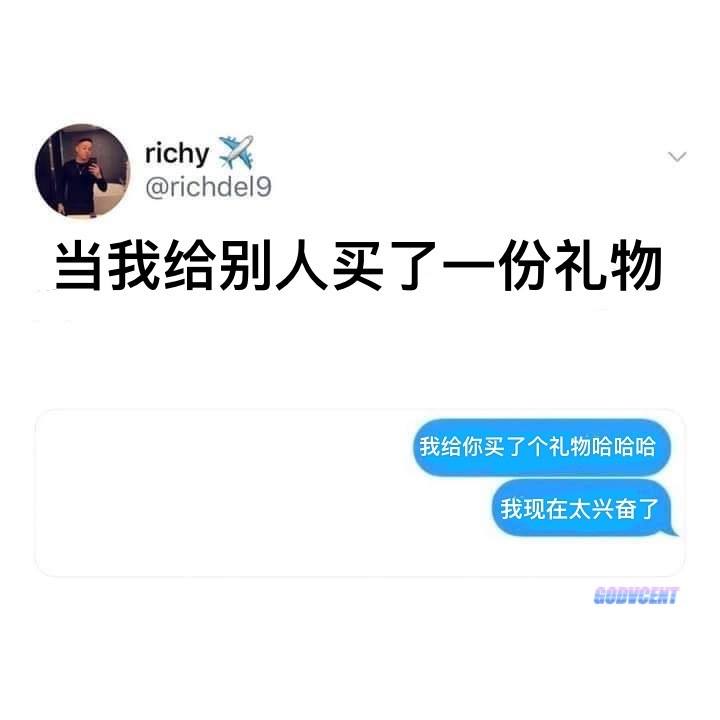 richy ✈️
@richdel9
当我给别人买了一份礼物
我给你买了个礼物哈哈哈
我现在太兴奋了
GODVCENT